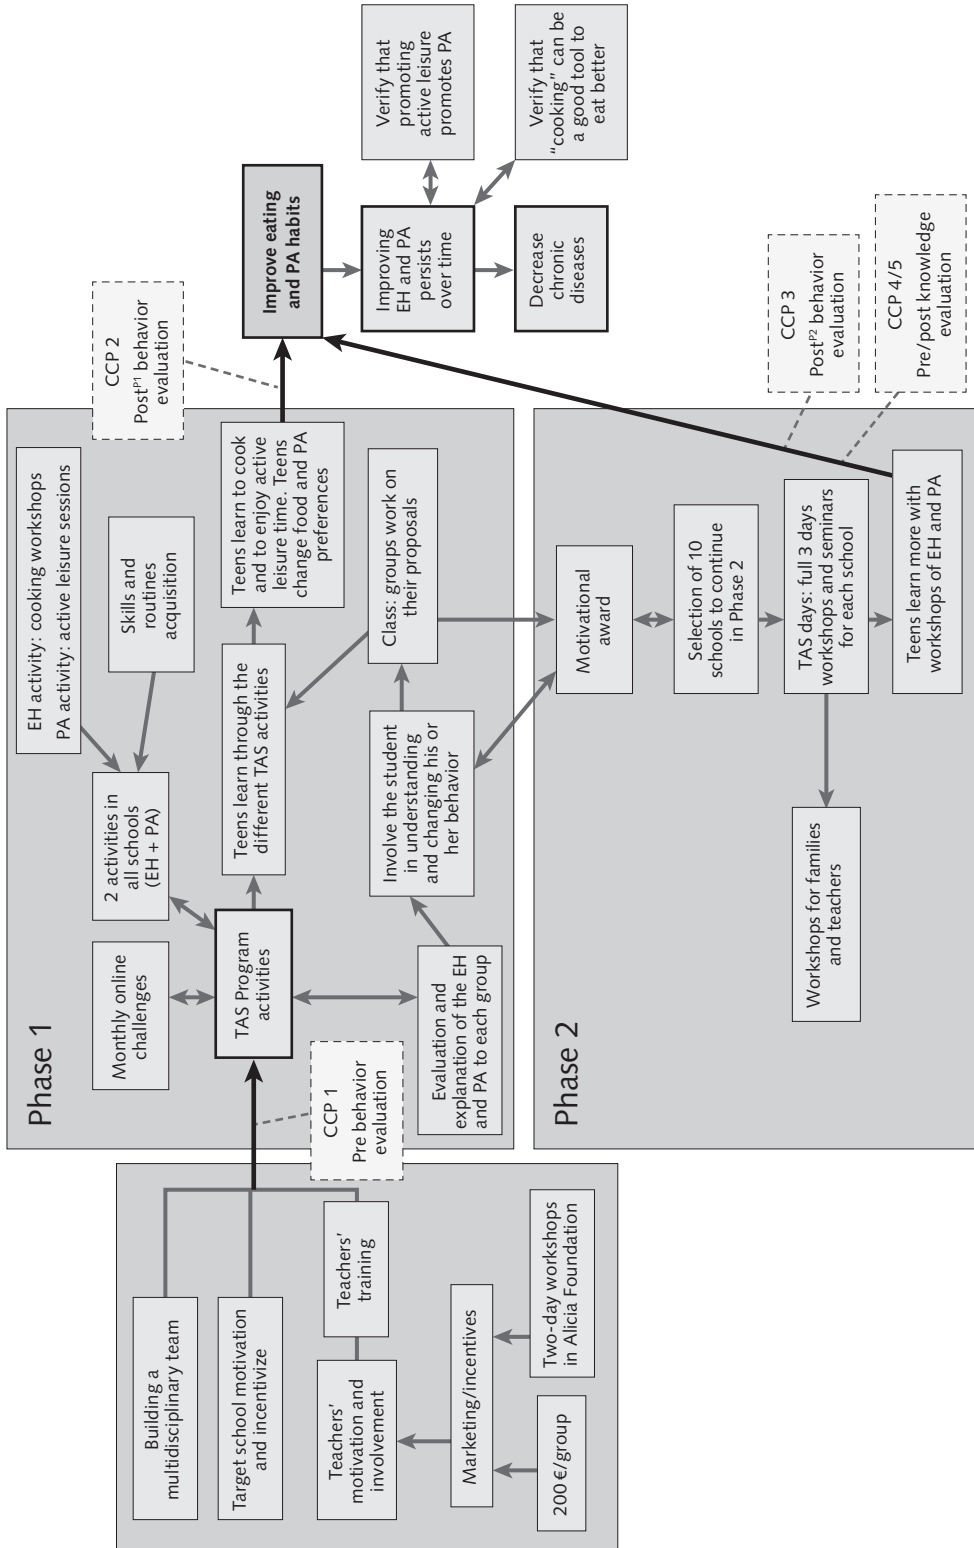 Building a
multidisciplinary team
Target school motivation
and incentivize
Teachers’
motivation and
involvement
Teachers’
training
Marketing/incentives
200 €/group
Two-day workshops
in Alicia Foundation
CCP 1
Pre behavior
evaluation
Phase 1
Monthly online
challenges
2 activities in
all schools
(EH + PA)
EH activity: cooking workshops
PA activity: active leisure sessions
Skills and
routines
acquisition
TAS Program
activities
Teens learn through the
different TAS activities
Teens learn to cook
and to enjoy active
leisure time. Teens
change food and PA
preferences
Evaluation and
explanation of the EH
and PA to each group
Involve the student
in understanding
and changing his or
her behavior
Class: groups work on
their proposals
CCP 2
Postᴾ¹ behavior
evaluation
Phase 2
Motivational
award
Selection of 10
schools to continue
in Phase 2
TAS days: full 3 days
workshops and seminars
for each school
Workshops for families
and teachers
Teens learn more with
workshops of EH and PA
CCP 3
Postᴾ² behavior
evaluation
CCP 4/5
Pre/post knowledge
evaluation
Improve eating
and PA habits
Improving
EH and PA
persists
over time
Decrease
chronic
diseases
Verify that
promoting
active leisure
promotes PA
Verify that
“cooking” can be
a good tool to
eat better